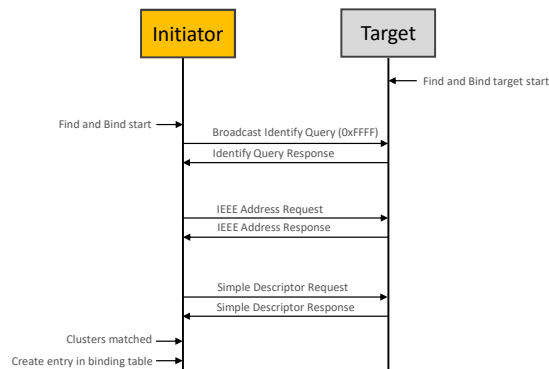 Initiator
Target
Find and Bind target start
Find and Bind start
Broadcast Identify Query (0xFFFF)
Identify Query Response
IEEE Address Request
IEEE Address Response
Simple Descriptor Request
Simple Descriptor Response
Clusters matched
Create entry in binding table